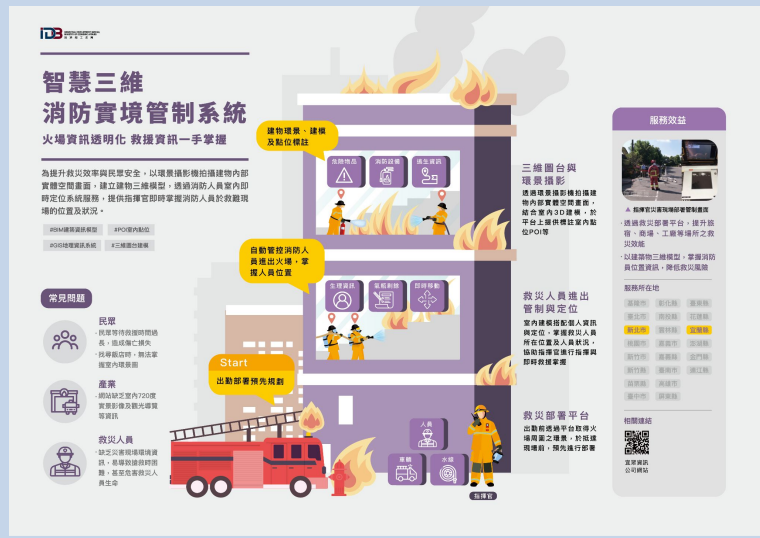 IDB
智慧三維
消防實境管制系統
火場資訊透明化 救援資訊一手掌握
為提升救災效率與民眾安全，以環景攝影機拍攝建物內部
實體空間畫面，建立建物三維模型，透過消防人員室內即
時定位系統服務，提供指揮官即時掌握消防人員於救難現
場的位置及狀況。
#BIM建築資訊模型
#POI室內點位
#GIS地理資訊系統
#三維圖台建模
常見問題
民眾
·民眾等待救援時間過
長，造成傷亡損失
·找尋飯店時，無法掌
握室內環景圖
產業
·網站缺乏室內720度
實景影像及觀光導覽
等資訊
救災人員
·缺乏災害現場環境資
訊，易導致搶救時困
難，甚至危害救災人
員生命
建物環景、建模
及點位標註
危險物品
消防設備
逃生資訊
自動管控消防人
員進出火場，掌
握人員位置
生理資訊
氣瓶剩餘
即時移動
Start
出動部署預先規劃
人員
車輛
水線
指揮官
三維圖台與
環景攝影
透過環景攝影機拍攝建
物內部實體空間畫面，
結合室內3D建模，於
平台上提供標註室內點
位POI等
救災人員進出
管制與定位
室內建模搭配個人資訊
與定位，掌握救災人員
所在位置及人員狀況，
協助指揮官進行指揮與
即時救援掌握
救災部署平台
出動前透過平台取得火
場周圍之環景，於抵達
現場前，預先進行部署
服務效益
▲ 指揮官災害現場部署管制畫面
·透過救災部署平台，提升旅
宿、商場、工廠等場所之救
災效能
·以建築物三維模型，掌握消防
員位置資訊，降低救災風險
服務所在地
基隆市 彰化縣 臺東縣
臺北市 南投縣 花蓮縣
新北市 雲林縣 宜蘭縣
桃園市 嘉義市 澎湖縣
新竹市 嘉義縣 金門縣
新竹縣 臺南市 連江縣
苗栗縣 高雄市
臺中市 屏東縣
相關連結
宜眾資訊
公司網站